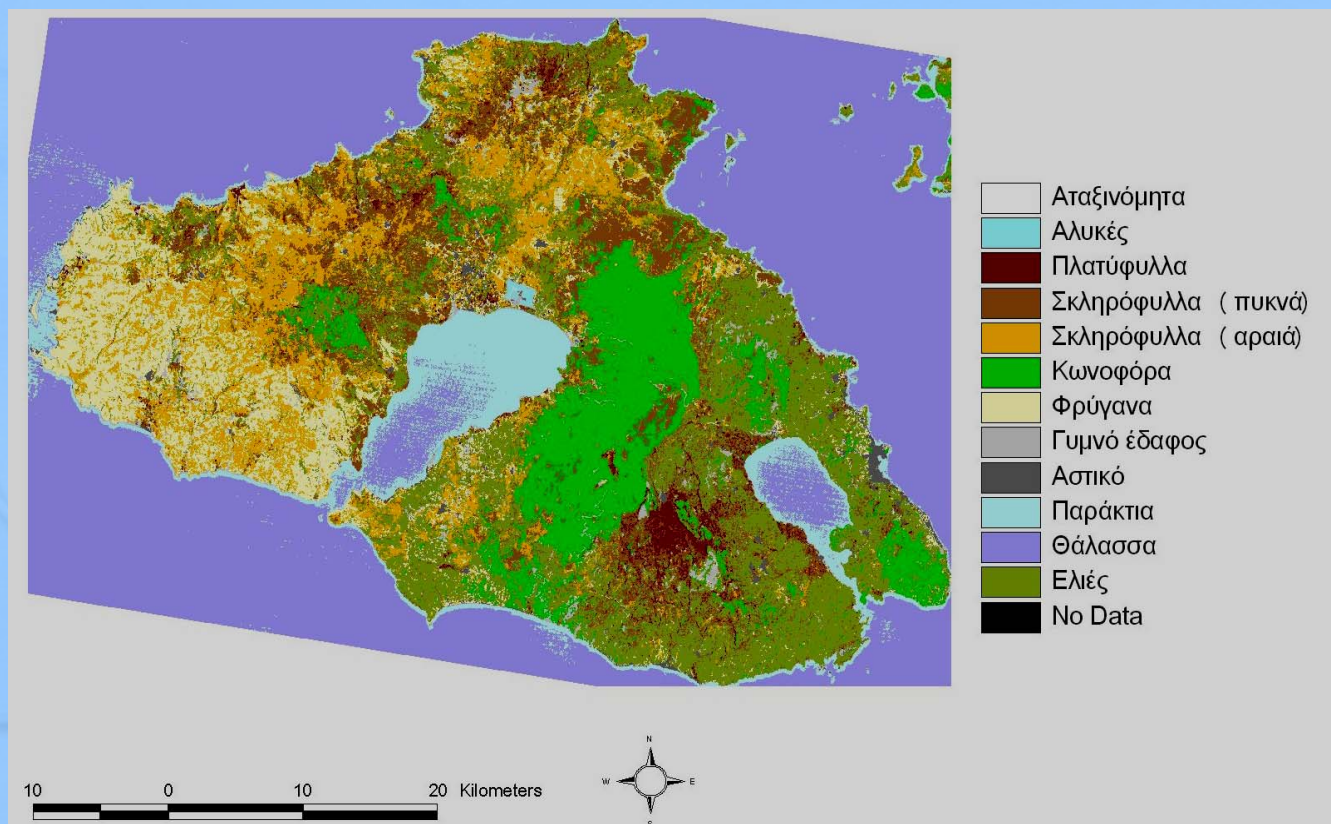 Αταξινόμητα
Αλυκές
Πλατύφυλλα
Σκληρόφυλλα ( πυκνά)
Σκληρόφυλλα ( αραιά)
Κωνοφόρα
Φρύγανα
Γυμνό έδαφος
Αστικό
Παράκτια
Θάλασσα
Ελιές
No Data
N
W E
S
10 0 10 20 Kilometers